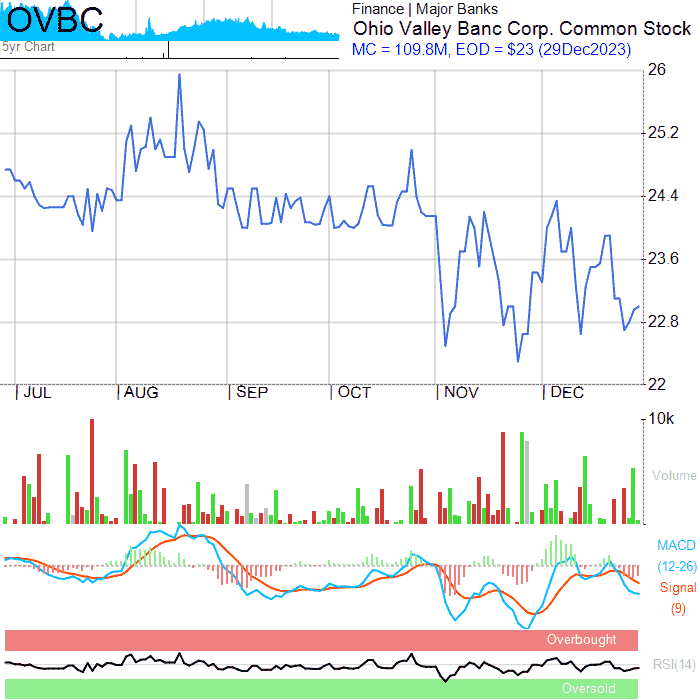 OVBC
5yr Chart
Finance | Major Banks
Ohio Valley Banc Corp. Common Stock
MC = 109.8M, EOD = $23 (29Dec2023)
26
25.2
24.4
23.6
22.8
22
| JUL | AUG | SEP | OCT | NOV | DEC
10k
Volume
MACD
(12-26)
Signal
(9)
Overbought
RSI(14)
Oversold